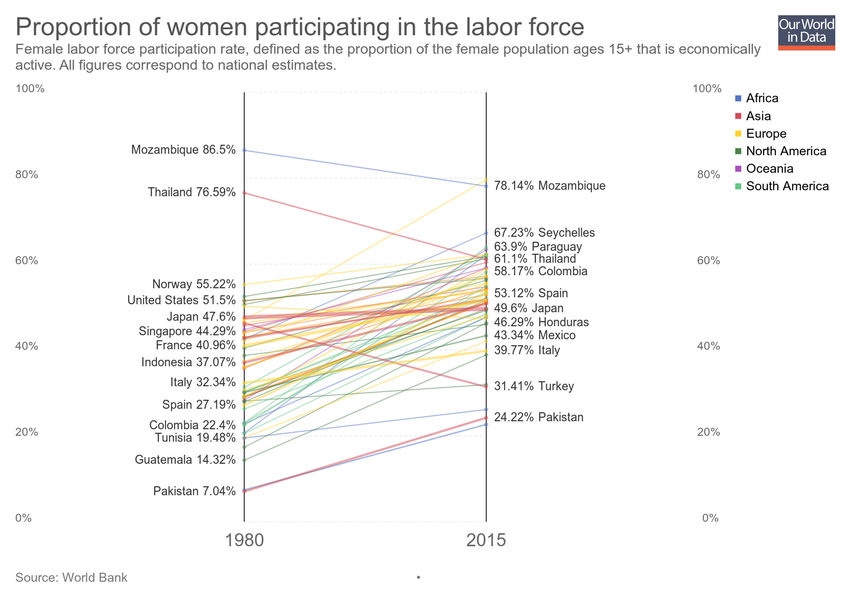 Proportion of women participating in the labor force
Our World
in Data
Female labor force participation rate, defined as the proportion of the female population ages 15+ that is economically
active. All figures correspond to national estimates.
100%
80%
60%
40%
20%
0%
Mozambique 86.5%
Thailand 76.59%
Norway 55.22%
United States 51.5%
Japan 47.6%
Singapore 44.29%
France 40.96%
Indonesia 37.07%
Italy 32.34%
Spain 27.19%
Colombia 22.4%
Tunisia 19.48%
Guatemala 14.32%
Pakistan 7.04%
1980
78.14% Mozambique
67.23% Seychelles
63.9% Paraguay
61.1% Thailand
58.17% Colombia
53.12% Spain
49.6% Japan
46.29% Honduras
43.34% Mexico
39.77% Italy
31.41% Turkey
24.22% Pakistan
2015
100%
80%
60%
40%
20%
0%
Africa
Asia
Europe
North America
Oceania
South America
Source: World Bank
•